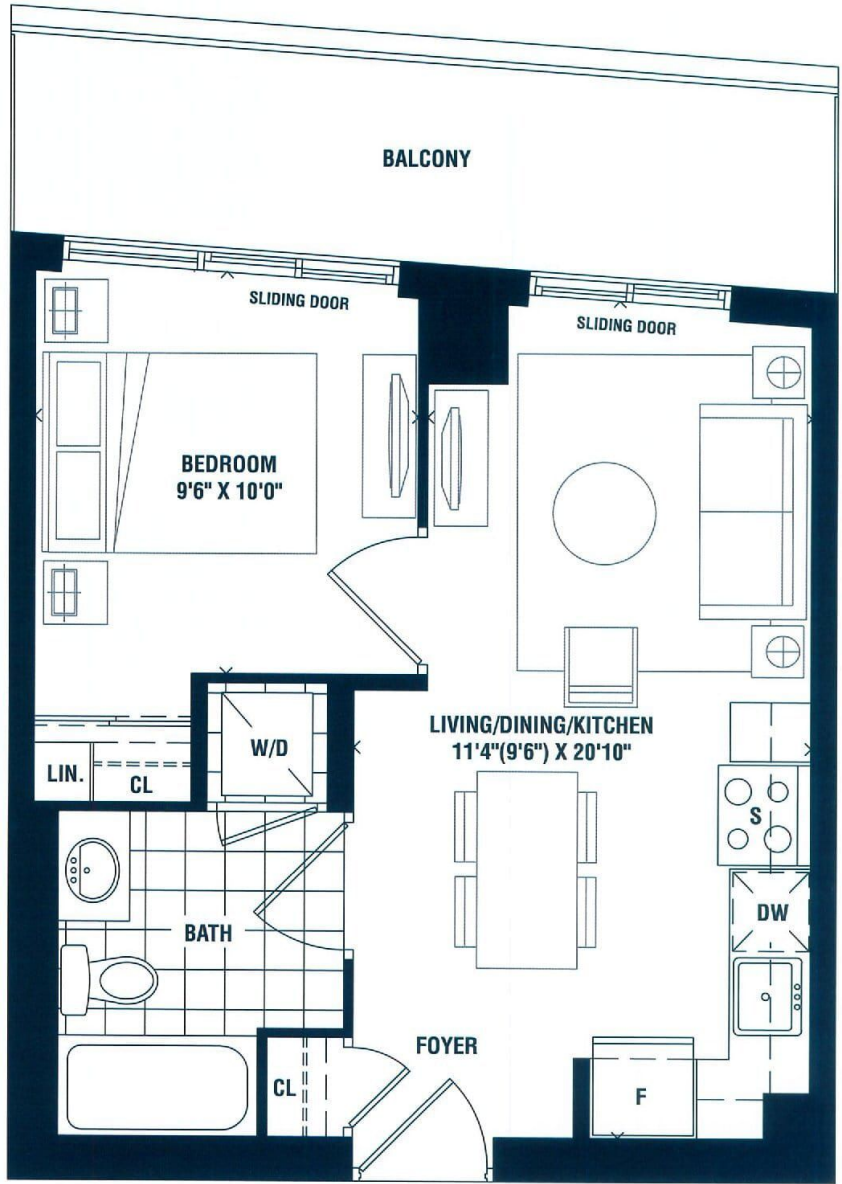 BALCONY
SLIDING DOOR
SLIDING DOOR
BEDROOM
9'6" X 10'0"
LIVING/DINING/KITCHEN
11'4"(9'6") X 20'10"
W/D
LIN.
CL
S
DW
BATH
FOYER
CL
F